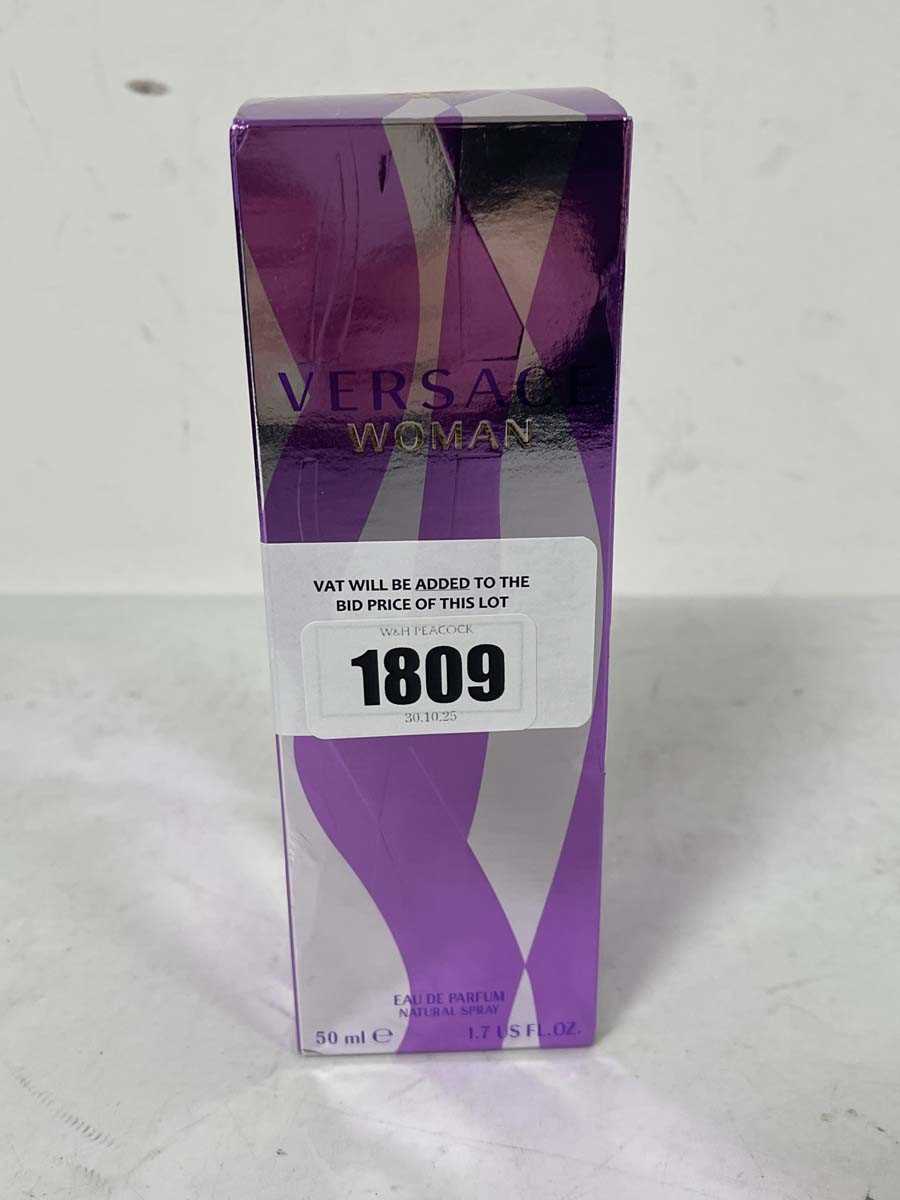 VERSACE
WOMAN
VAT WILL BE ADDED TO THE
BID PRICE OF THIS LOT
W&H PEACOCK
1809
30.10.25
EAU DE PARFUM
NATURAL SPRAY
50 ml ℮ 1.7 US FL.OZ.